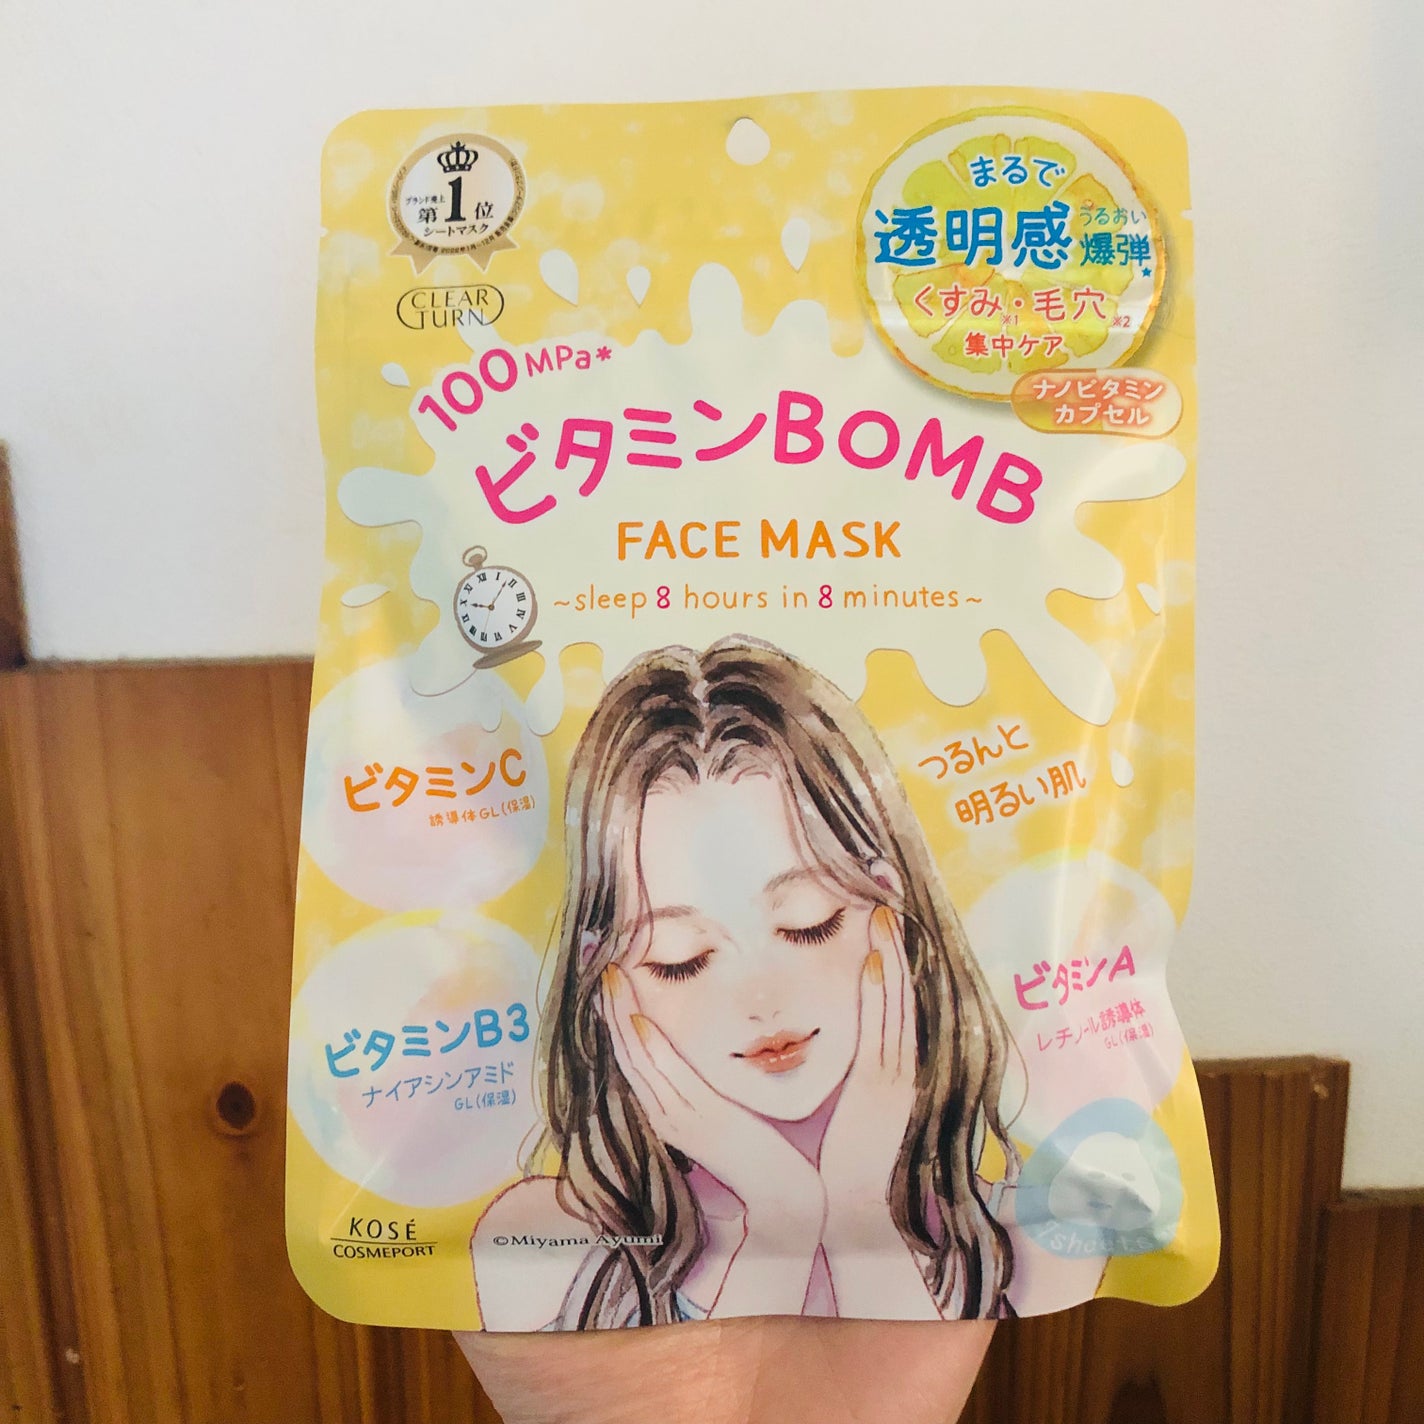 ブランド売上
第1位
シートマスク
CLEAR
TURN
まるで
透明感
うるおい
爆弾★
くすみ※1・毛穴※2
集中ケア
ナノビタミン
カプセル
100MPa*
ビタミンBOMB
FACE MASK
~sleep 8 hours in 8 minutes~
つるんと
明るい肌
ビタミンC
誘導体GL(保湿)
ビタミンB3
ナイアシンアミド
GL(保湿)
ビタミンA
レチノール誘導体
GL(保湿)
KOSÉ
COSMEPORT
©Miyama Ayumi